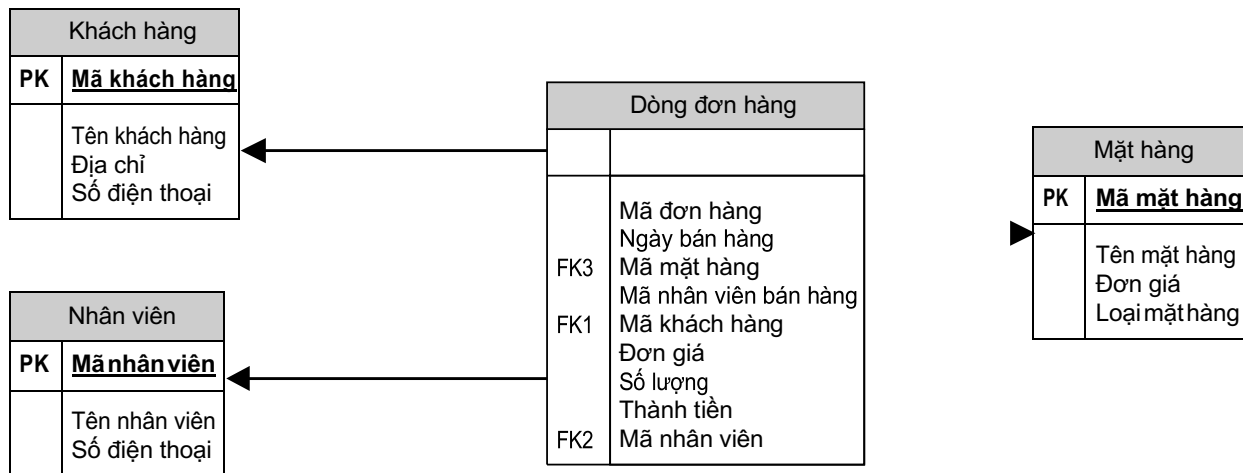 Khách hàng
PK Mã khách hàng
Tên khách hàng
Địa chỉ
Số điện thoại
Nhân viên
PK Mã nhân viên
Tên nhân viên
Số điện thoại
Dòng đơn hàng
Mã đơn hàng
Ngày bán hàng
FK3 Mã mặt hàng
Mã nhân viên bán hàng
FK1 Mã khách hàng
Đơn giá
Số lượng
Thành tiền
FK2 Mã nhân viên
Mặt hàng
PK Mã mặt hàng
Tên mặt hàng
Đơn giá
Loại mặt hàng